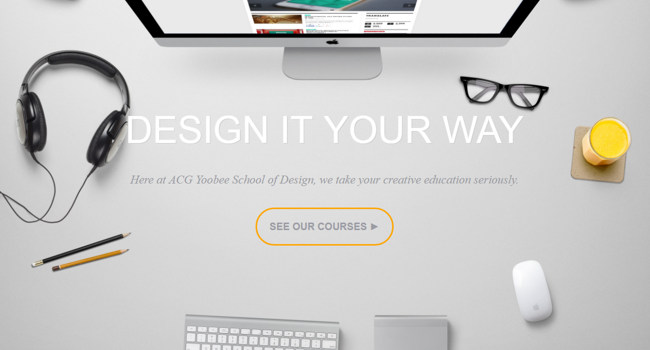 TRANSLATE
DESIGN IT YOUR WAY
Here at ACG Yoobee School of Design, we take your creative education seriously.
SEE OUR COURSES ►